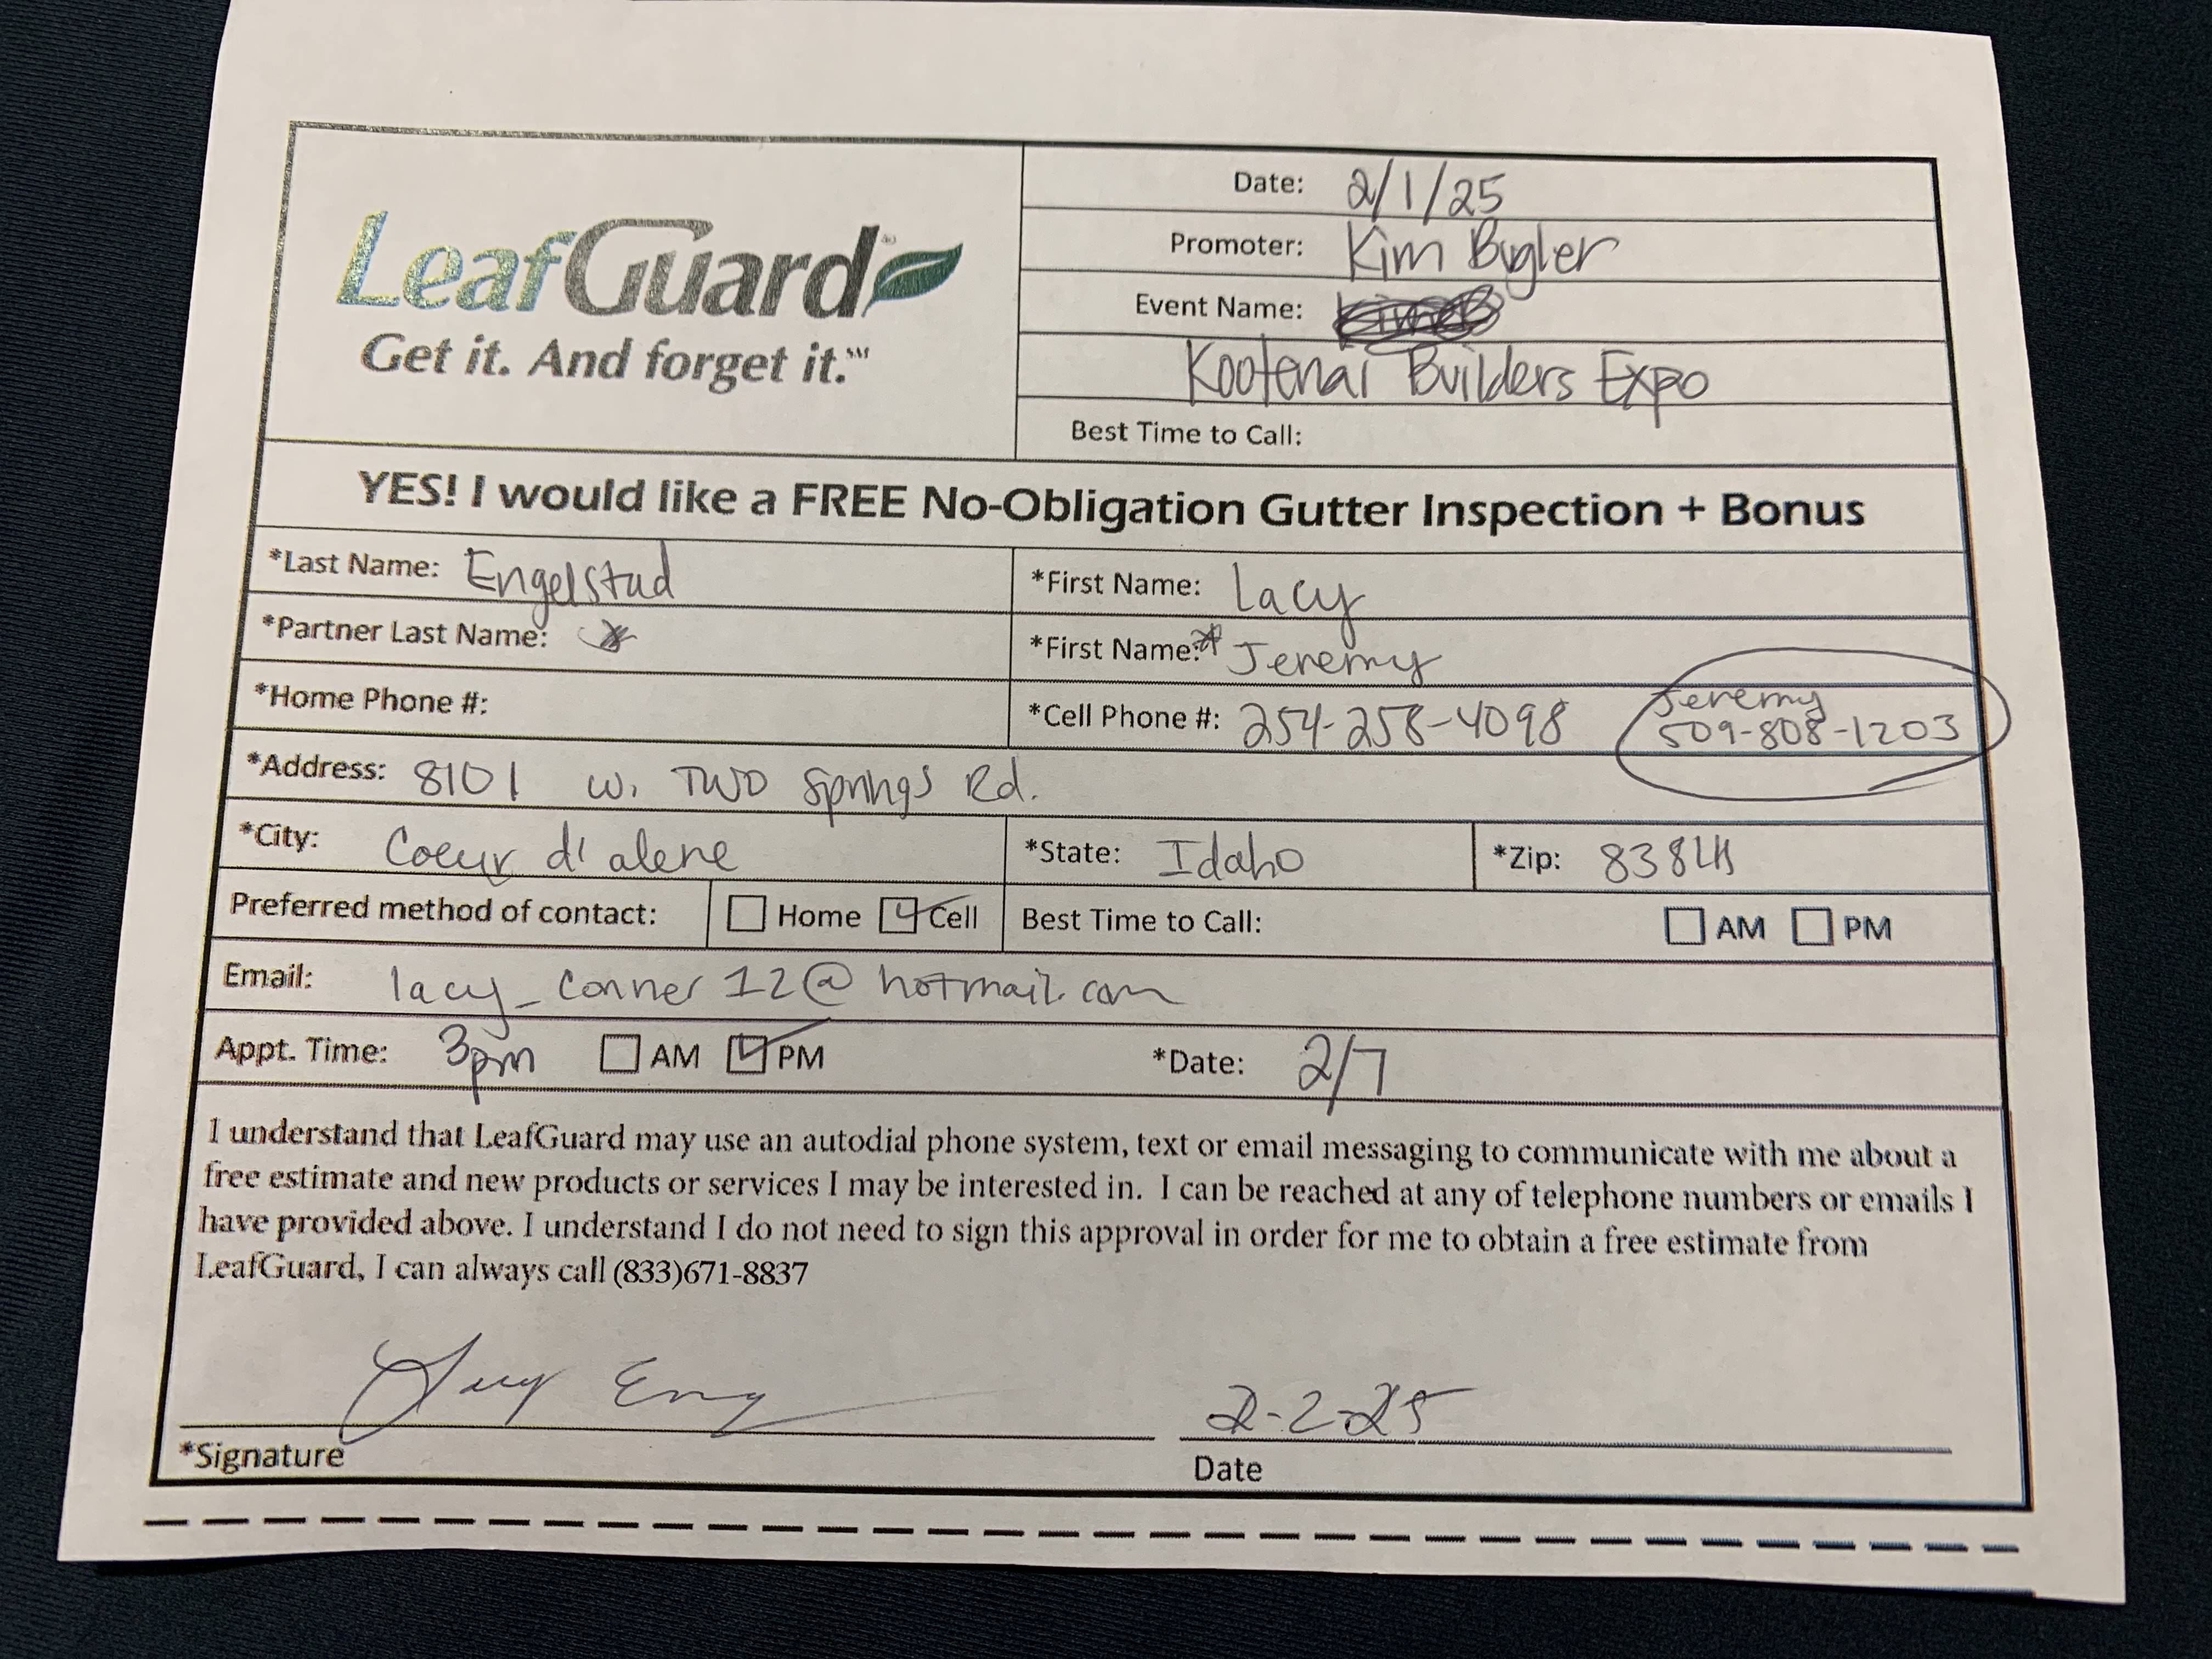 LeafGuard®
Get it. And forget it.℠
Date: 2/1/25
Promoter: Kim Bugler
Event Name:
Kootenai Builders Expo
Best Time to Call:
YES! I would like a FREE No-Obligation Gutter Inspection + Bonus
*Last Name: Engelstad *First Name: Lacy
*Partner Last Name: *First Name: Jeremy
*Home Phone #: *Cell Phone #: 254-258-4098 Jeremy 509-808-1203
*Address: 8101 W. Two Springs Rd.
*City: Coeur d'alene *State: Idaho *Zip: 83814
Preferred method of contact: Home Cell Best Time to Call: AM PM
Email: lacy_conner12@hotmail.com
Appt. Time: 3pm AM PM *Date: 2/7
I understand that LeafGuard may use an autodial phone system, text or email messaging to communicate with me about a
free estimate and new products or services I may be interested in. I can be reached at any of telephone numbers or emails I
have provided above. I understand I do not need to sign this approval in order for me to obtain a free estimate from
LeafGuard, I can always call (833)671-8837
2-2-25
*Signature Date